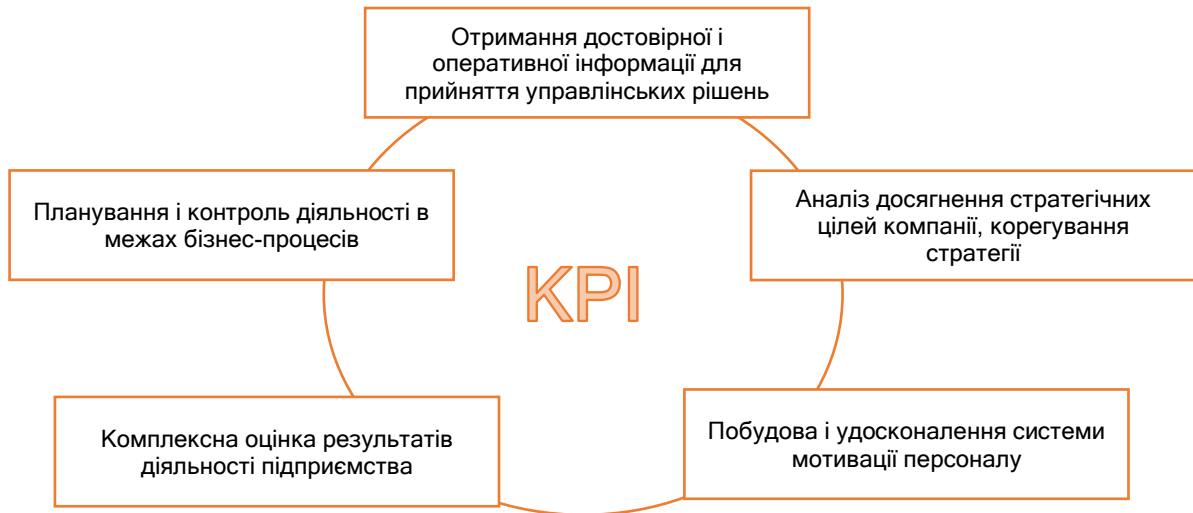 Отримання достовірної і
оперативної інформації для
прийняття управлінських рішень
Планування і контроль діяльності в
межах бізнес-процесів
Аналіз досягнення стратегічних
цілей компанії, корегування
стратегії
KPI
Комплексна оцінка результатів
діяльності підприємства
Побудова і удосконалення системи
мотивації персоналу